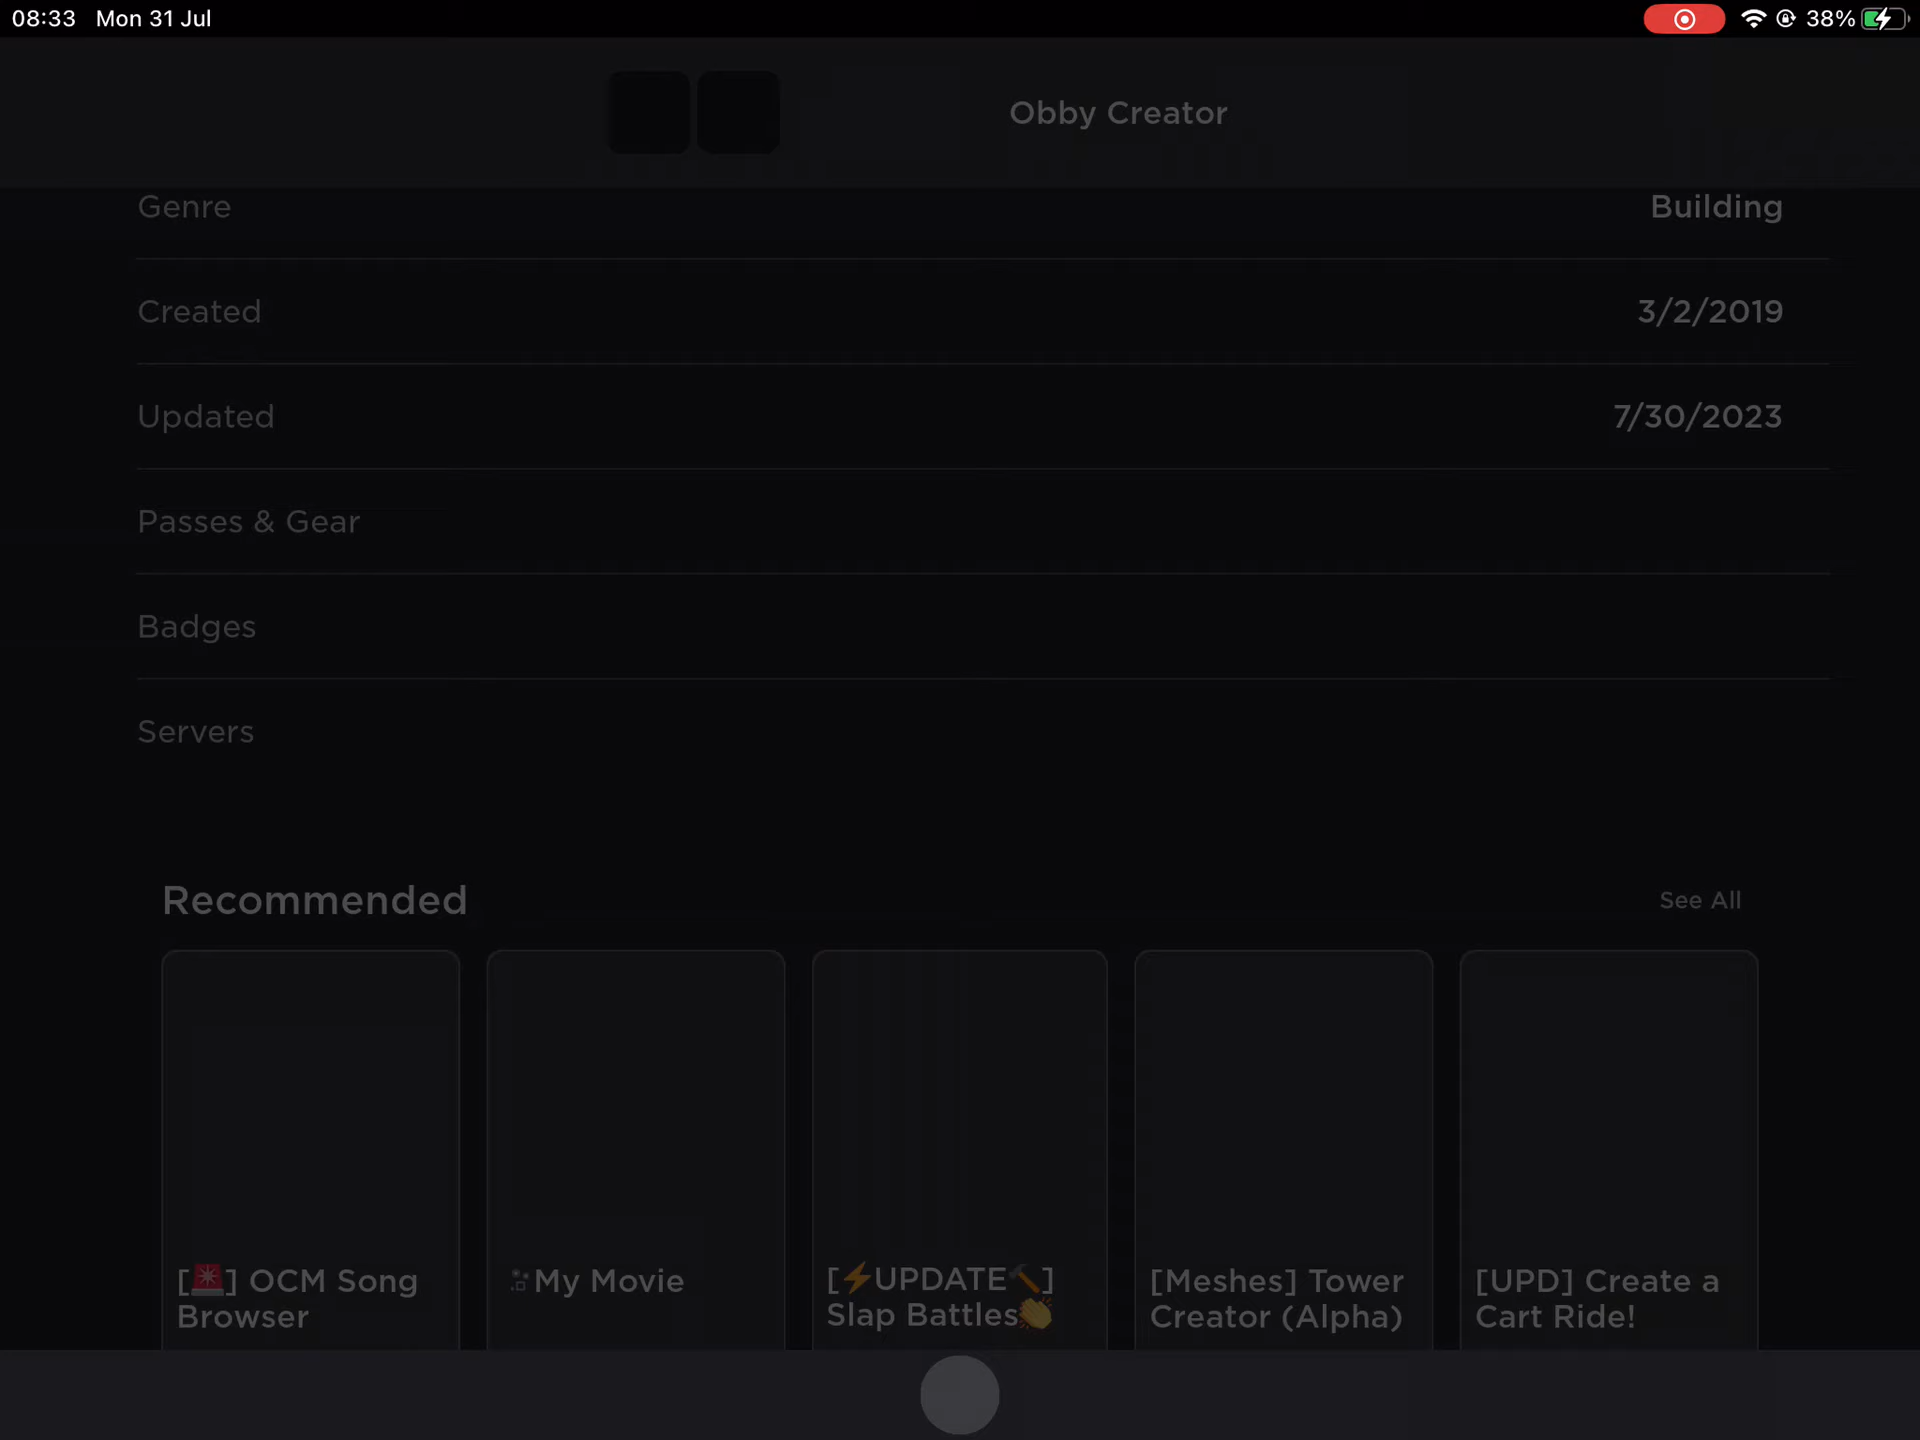 08:33 Mon 31 Jul
38%
Obby Creator
Genre
Building
Created
3/2/2019
Updated
7/30/2023
Passes & Gear
Badges
Servers
Recommended
See All
[🚨] OCM Song
Browser
My Movie
[⚡UPDATE🔨]
Slap Battles👏
[Meshes] Tower
Creator (Alpha)
[UPD] Create a
Cart Ride!